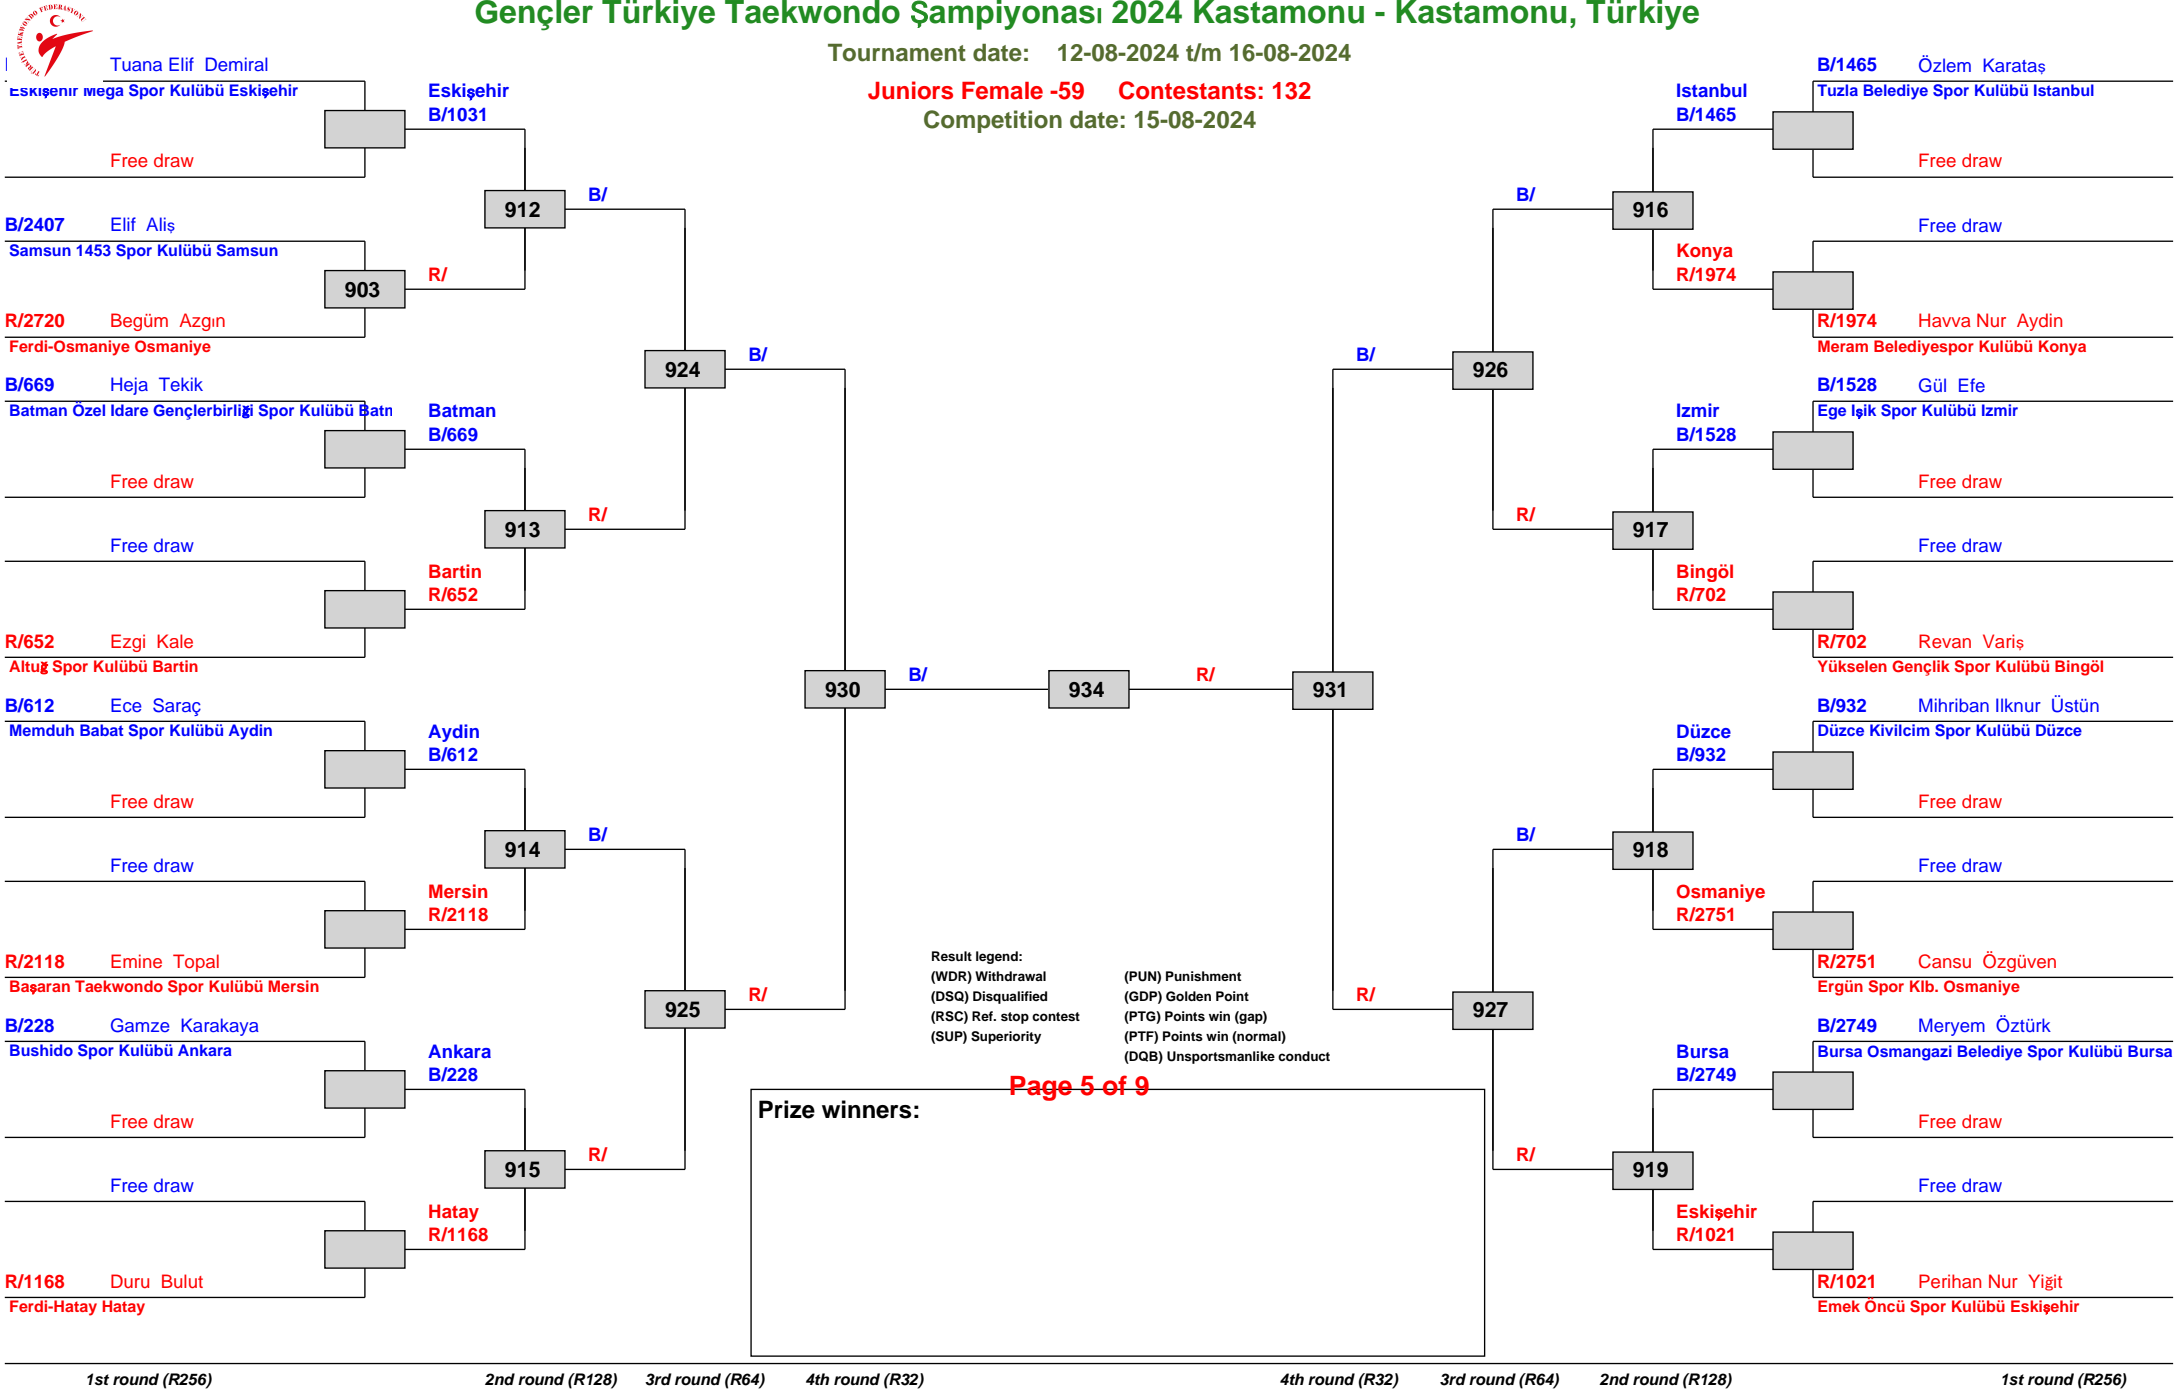 TÜRKİYE TAEKWONDO FEDERASYONU
Gençler Türkiye Taekwondo Şampiyonası 2024 Kastamonu - Kastamonu, Türkiye
Tournament date: 12-08-2024 t/m 16-08-2024
Juniors Female -59 Contestants: 132
Competition date: 15-08-2024
Tuana Elif Demiral
Eskişehir Mega Spor Kulübü Eskişehir
Free draw
B/2407 Elif Aliş
Samsun 1453 Spor Kulübü Samsun
R/2720 Begüm Azgın
Ferdi-Osmaniye Osmaniye
B/669 Heja Tekik
Batman Özel Idare Gençlerbirliği Spor Kulübü Batn
Free draw
Free draw
R/652 Ezgi Kale
Altuğ Spor Kulübü Bartin
B/612 Ece Saraç
Memduh Babat Spor Kulübü Aydin
Free draw
Free draw
R/2118 Emine Topal
Başaran Taekwondo Spor Kulübü Mersin
B/228 Gamze Karakaya
Bushido Spor Kulübü Ankara
Free draw
Free draw
R/1168 Duru Bulut
Ferdi-Hatay Hatay
903
Eskişehir
B/1031
R/
Batman
B/669
Bartin
R/652
Aydin
B/612
Mersin
R/2118
Ankara
B/228
Hatay
R/1168
912
913
914
915
B/
R/
B/
R/
924
925
B/
R/
930
B/
934
R/
931
B/
R/
926
927
B/
R/
B/
R/
916
917
918
919
Istanbul
B/1465
Konya
R/1974
Izmir
B/1528
Bingöl
R/702
Düzce
B/932
Osmaniye
R/2751
Bursa
B/2749
Eskişehir
R/1021
B/1465 Özlem Karataş
Tuzla Belediye Spor Kulübü Istanbul
Free draw
Free draw
R/1974 Havva Nur Aydin
Meram Belediyespor Kulübü Konya
B/1528 Gül Efe
Ege Işik Spor Kulübü Izmir
Free draw
Free draw
R/702 Revan Variş
Yükselen Gençlik Spor Kulübü Bingöl
B/932 Mihriban Ilknur Üstün
Düzce Kivilcim Spor Kulübü Düzce
Free draw
Free draw
R/2751 Cansu Özgüven
Ergün Spor Klb. Osmaniye
B/2749 Meryem Öztürk
Bursa Osmangazi Belediye Spor Kulübü Bursa
Free draw
Free draw
R/1021 Perihan Nur Yiğit
Emek Öncü Spor Kulübü Eskişehir
Result legend:
(WDR) Withdrawal (PUN) Punishment
(DSQ) Disqualified (GDP) Golden Point
(RSC) Ref. stop contest (PTG) Points win (gap)
(SUP) Superiority (PTF) Points win (normal)
(DQB) Unsportsmanlike conduct
Page 5 of 9
Prize winners:
1st round (R256) 2nd round (R128) 3rd round (R64) 4th round (R32) 4th round (R32) 3rd round (R64) 2nd round (R128) 1st round (R256)